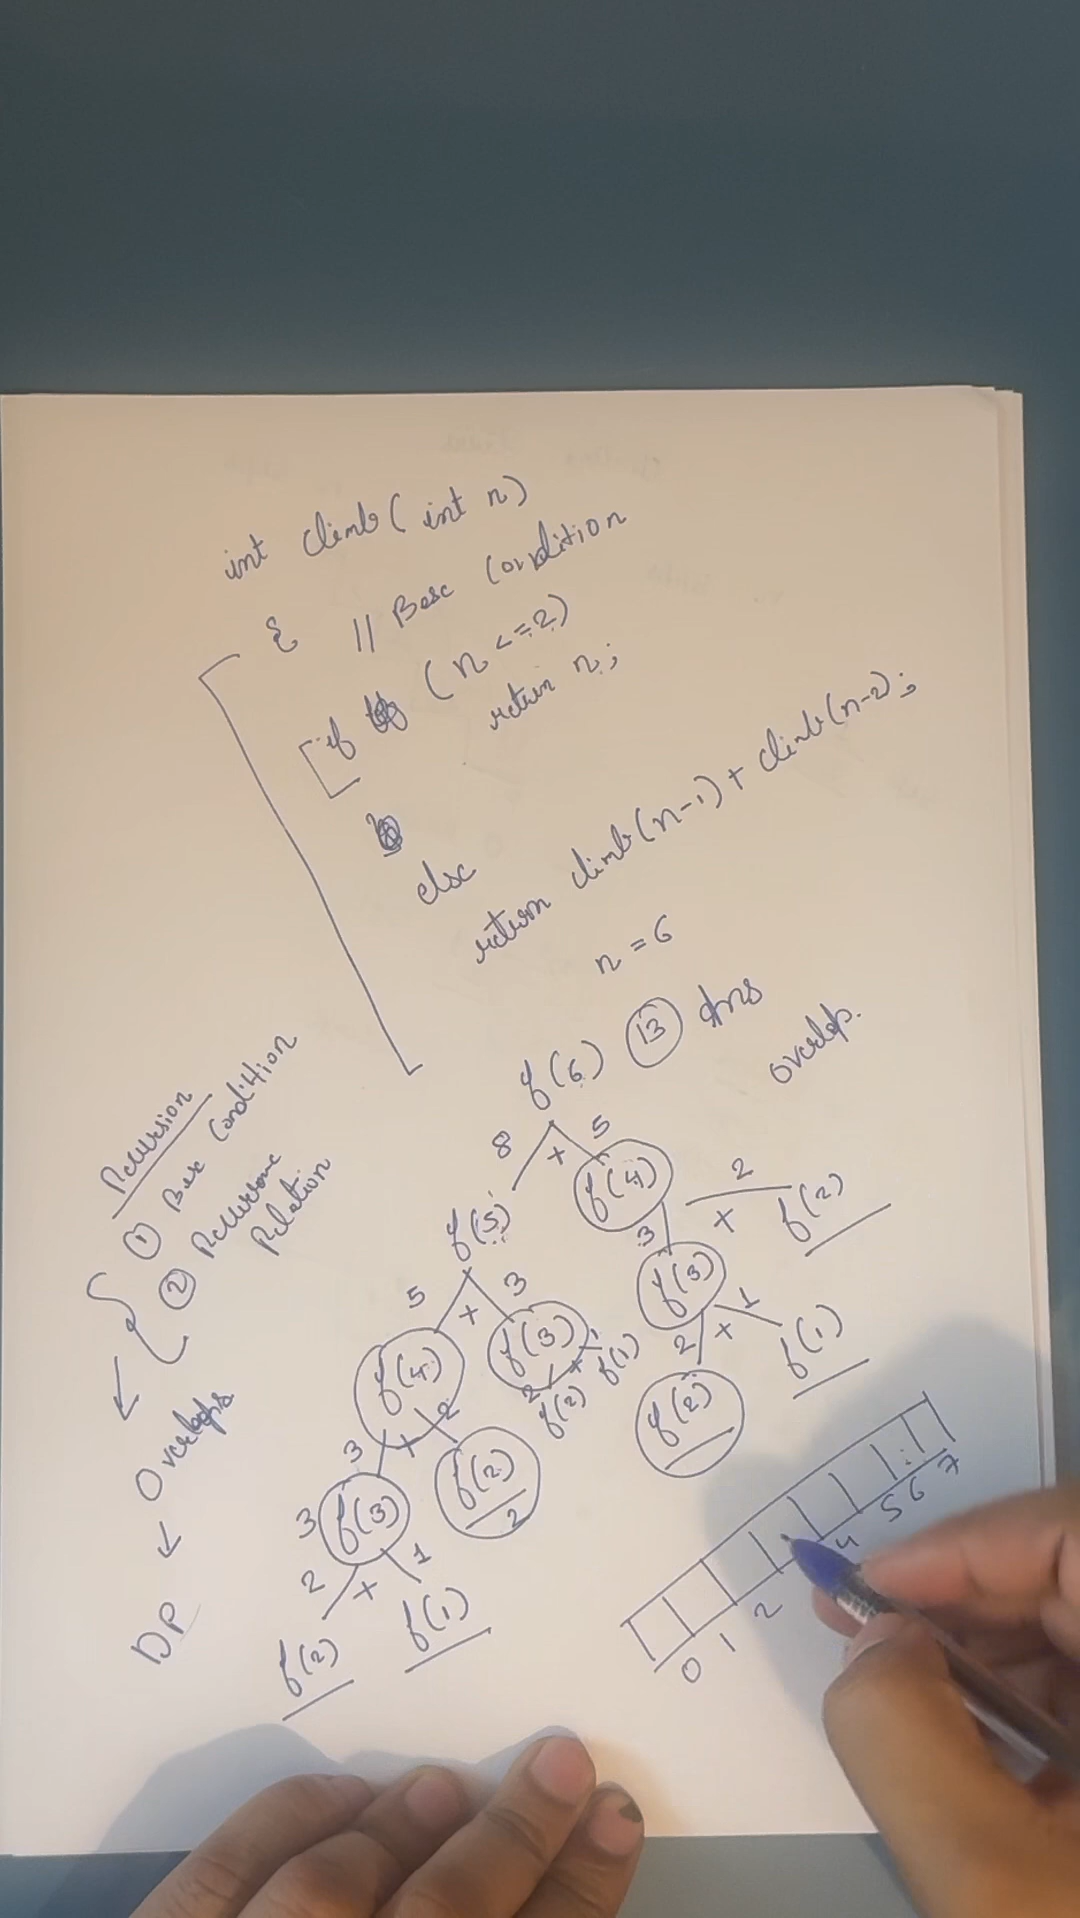 int climb( int n)
{ // Base Condition
if (n <=2)
return n;
else
return climb(n-1) + climb(n-2);
n = 6
f(6) 13 Ans
overlap.
8 + 5
f(5) f(4)
3 + 2
f(3) f(2)
2 + 1
f(2) f(1)
5 + 3
f(4) f(3)
2 + f(1)
f(2)
3 + 2
3 f(3) f(2)
2
2 + 1
f(2) f(1)
Recursion
1 Base Condition
2 Recursive
Relation
Overlaps
DP
0 1 2 4 5 6 7